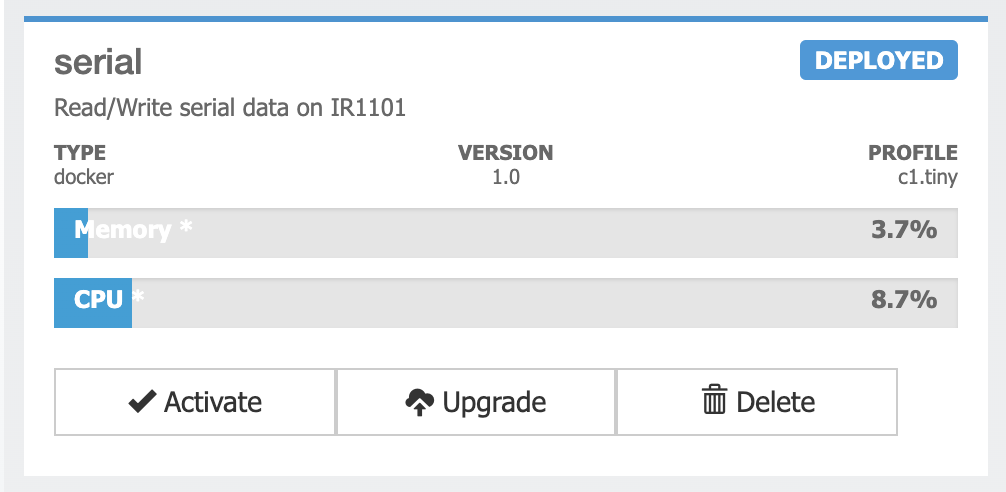 serial
DEPLOYED
Read/Write serial data on IR1101
TYPE VERSION PROFILE
docker 1.0 c1.tiny
Memory * 3.7%
CPU * 8.7%
Activate Upgrade Delete